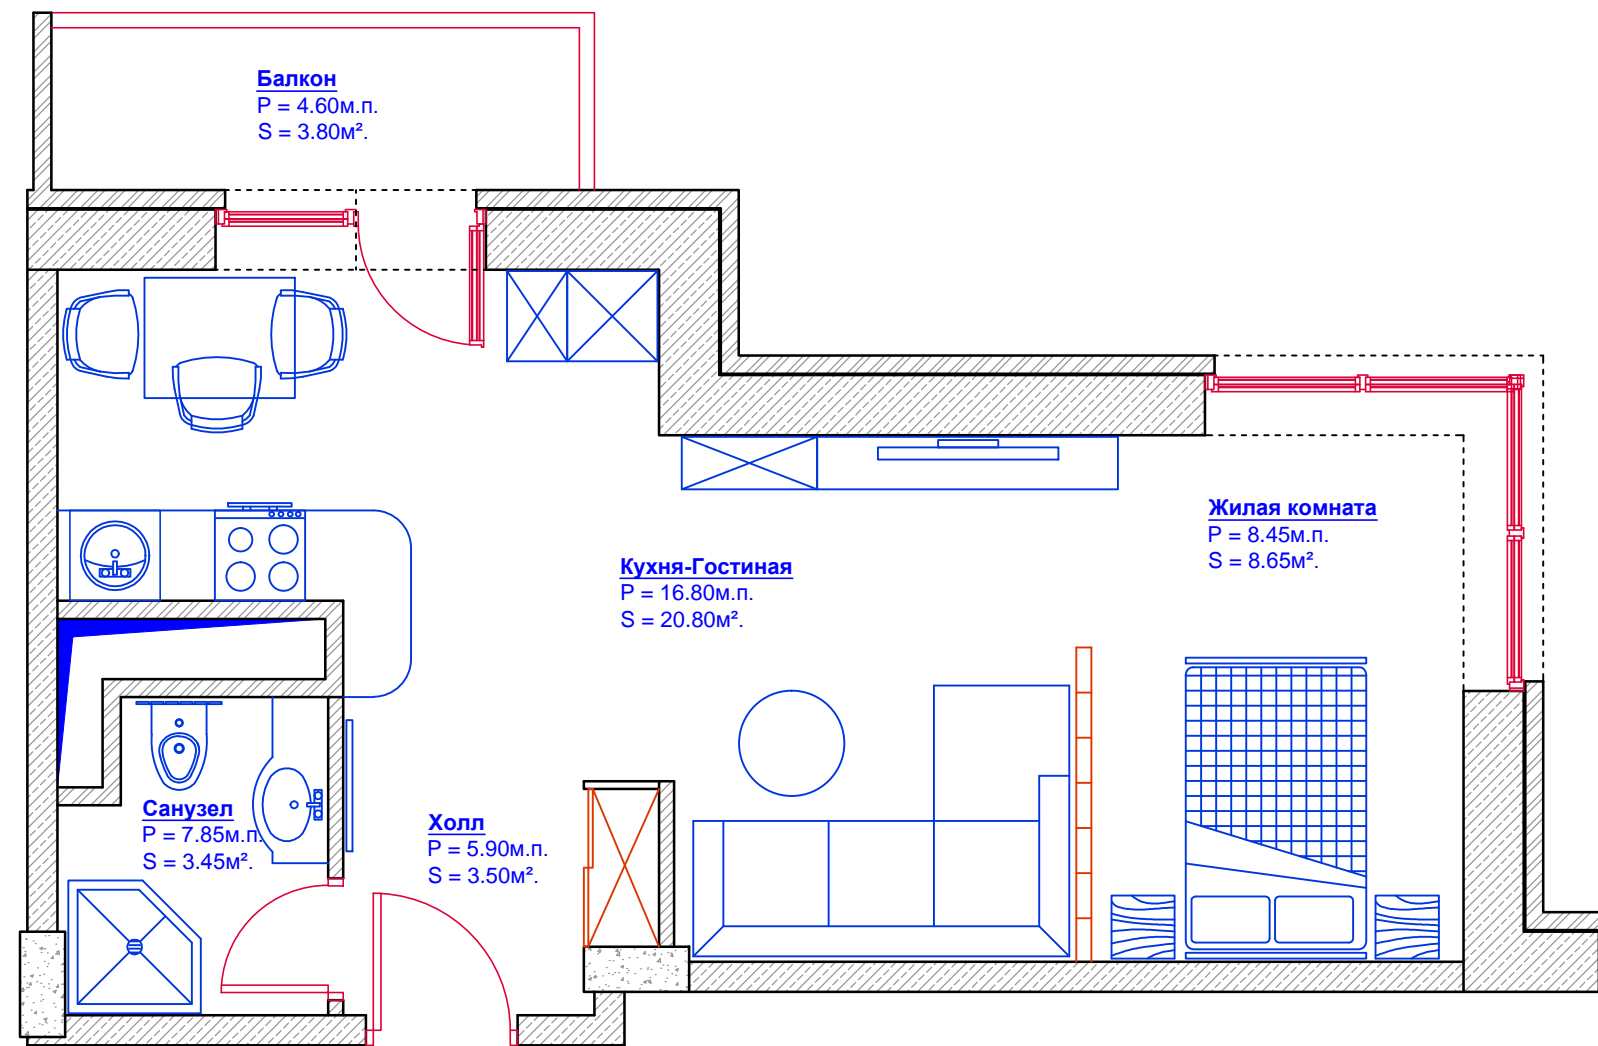 Балкон
P = 4.60м.п.
S = 3.80м².
Жилая комната
P = 8.45м.п.
S = 8.65м².
Кухня-Гостиная
P = 16.80м.п.
S = 20.80м².
Санузел
P = 7.85м.п.
S = 3.45м².
Холл
P = 5.90м.п.
S = 3.50м².